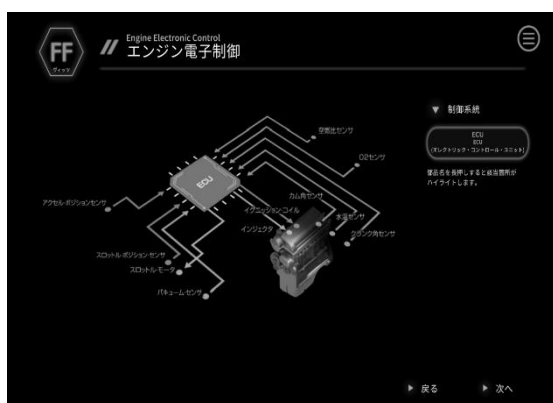 FF
ヴィッツ
Engine Electronic Control
エンジン電子制御
▼ 制御系統
ECU
ECU
(エレクトリック・コントロール・ユニット)
部品名を長押しすると該当箇所が
ハイライトします。
空燃比センサ
O2センサ
ECU
カム角センサ
アクセル・ポジションセンサ
イグニッション・コイル
水温センサ
インジェクタ
クランク角センサ
スロットル・ポジション・センサ
スロットル・モータ
バキューム・センサ
▶ 戻る
▶ 次へ